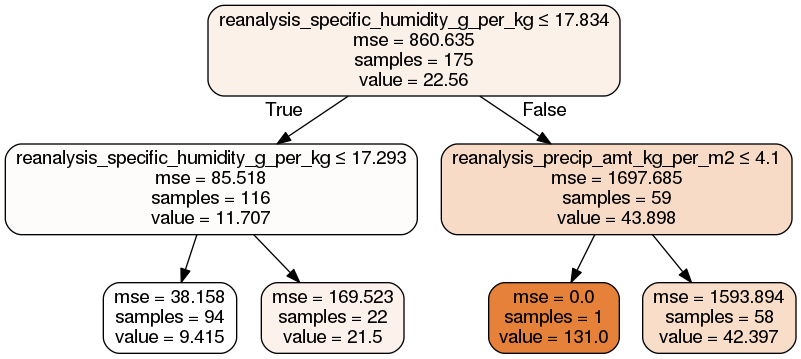 reanalysis_specific_humidity_g_per_kg ≤ 17.834
mse = 860.635
samples = 175
value = 22.56
True
False
reanalysis_specific_humidity_g_per_kg ≤ 17.293
mse = 85.518
samples = 116
value = 11.707
reanalysis_precip_amt_kg_per_m2 ≤ 4.1
mse = 1697.685
samples = 59
value = 43.898
mse = 38.158
samples = 94
value = 9.415
mse = 169.523
samples = 22
value = 21.5
mse = 0.0
samples = 1
value = 131.0
mse = 1593.894
samples = 58
value = 42.397